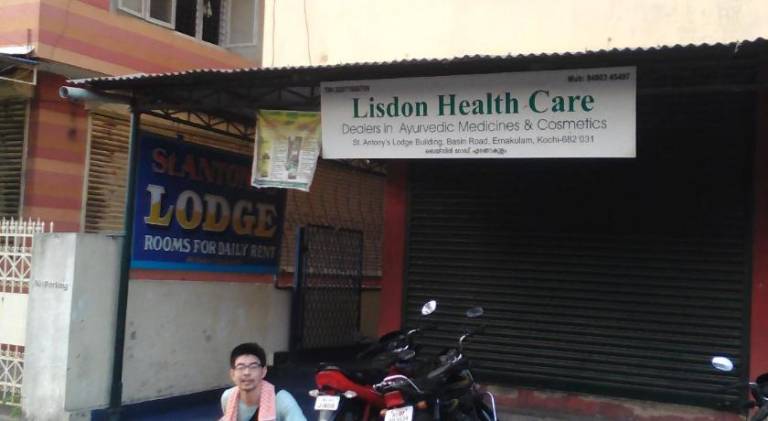 Mob: 94963 45497
Lisdon Health Care
Dealers in Ayurvedic Medicines & Cosmetics
St. Antony's Lodge Building, Basin Road, Ernakulam, Kochi-682 031
ബേസിൻ റോഡ് എറണാകുളം
LODGE
ROOMS FOR DAILY RENT
No Parking